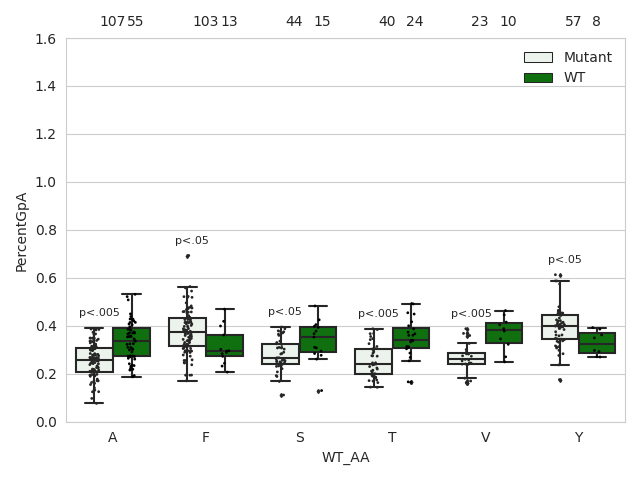 107 55 103 13 44 15 40 24 23 10 57 8
1.6
Mutant
WT
1.4
1.2
1.0
0.8
p<.05
p<.05
0.6
p<.005 p<.05 p<.005 p<.005
0.4
0.2
0.0
PercentGpA
A F S T V Y
WT_AA